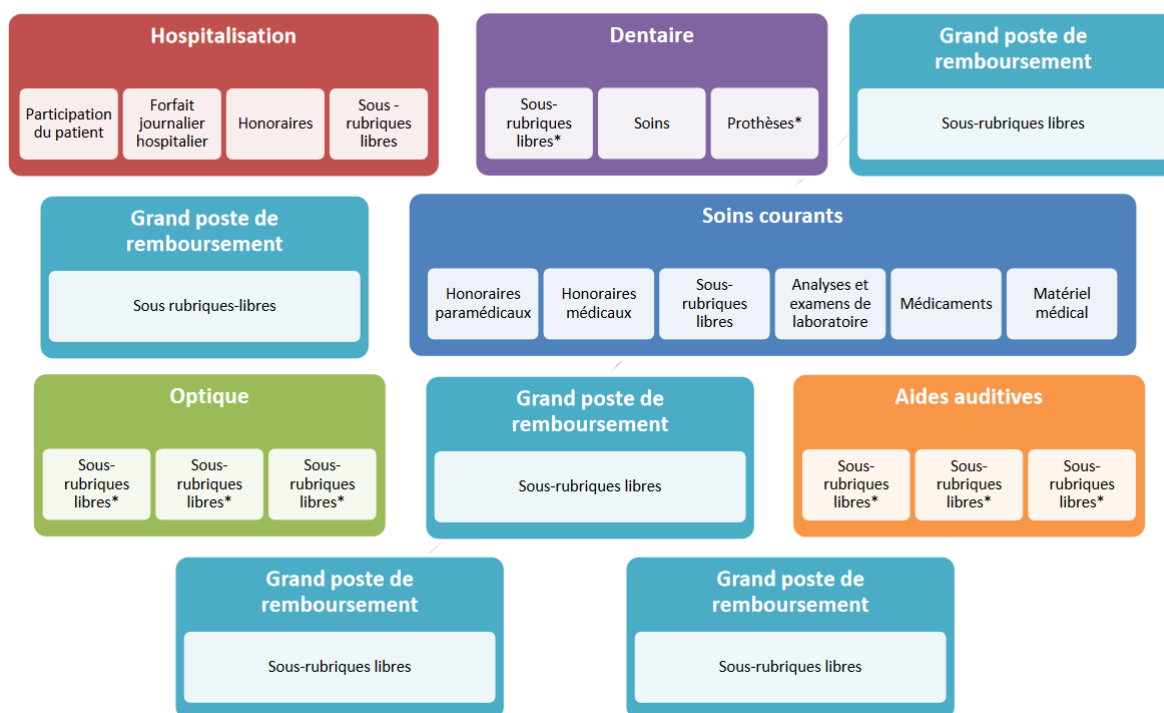 Hospitalisation
Participation
du patient
Forfait
journalier
hospitalier
Honoraires
Sous -
rubriques
libres
Dentaire
Sous-
rubriques
libres*
Soins
Prothèses*
Grand poste de
remboursement
Sous-rubriques libres
Grand poste de
remboursement
Sous rubriques-libres
Soins courants
Honoraires
paramédicaux
Honoraires
médicaux
Sous-
rubriques
libres
Analyses et
examens de
laboratoire
Médicaments
Matériel
médical
Optique
Sous-
rubriques
libres*
Sous-
rubriques
libres*
Sous-
rubriques
libres*
Grand poste de
remboursement
Sous-rubriques libres
Aides auditives
Sous-
rubriques
libres*
Sous-
rubriques
libres*
Sous-
rubriques
libres*
Grand poste de
remboursement
Sous-rubriques libres
Grand poste de
remboursement
Sous-rubriques libres